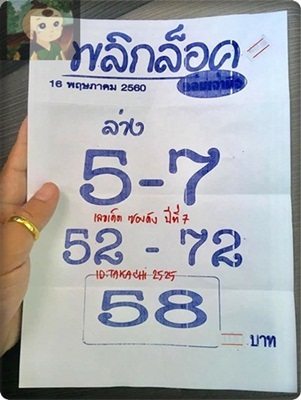 พลิกล็อค
16 พฤษภาคม 2560
ล่าง
5-7
เลขเด็ด ซองดัง ปีที่ 7
52 - 72
ID:TAKACHI 2525
58
บาท